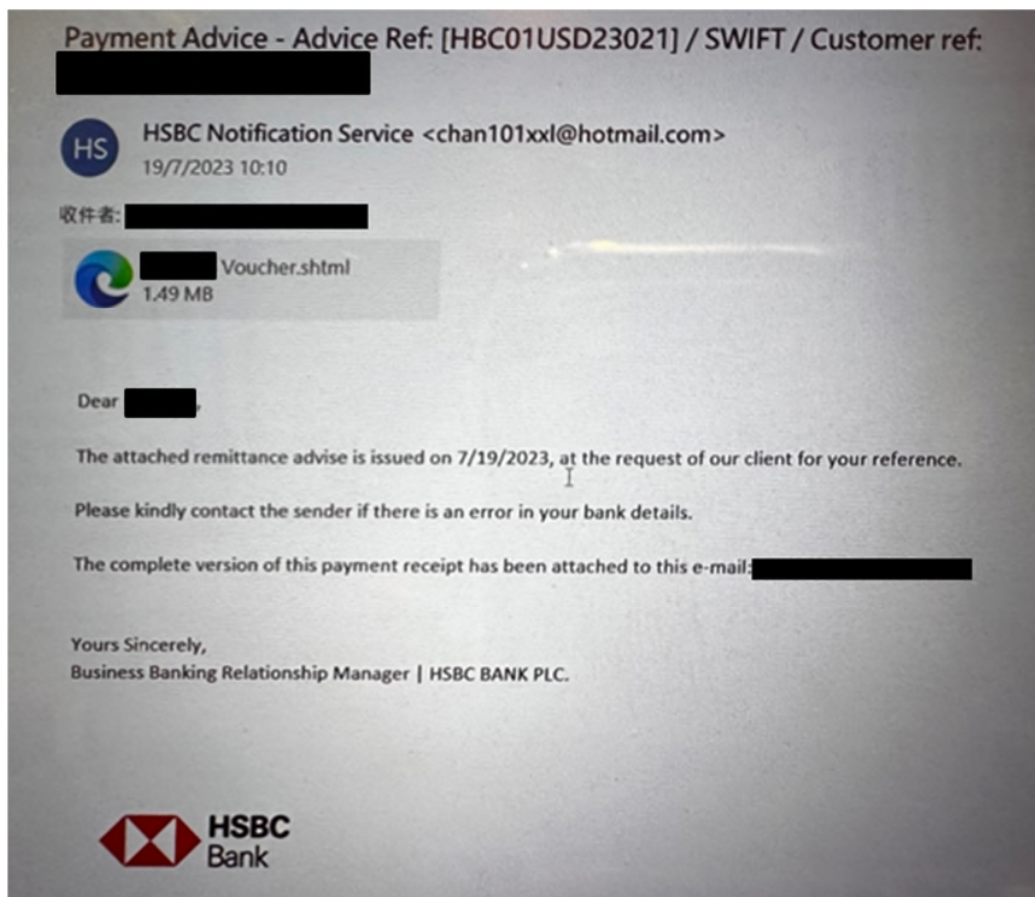 Payment Advice - Advice Ref: [HBC01USD23021] / SWIFT / Customer ref:
HS
HSBC Notification Service <chan101xxl@hotmail.com>
19/7/2023 10:10
收件者:
Voucher.shtml
1.49 MB
Dear ,
The attached remittance advise is issued on 7/19/2023, at the request of our client for your reference.
Please kindly contact the sender if there is an error in your bank details.
The complete version of this payment receipt has been attached to this e-mail:
Yours Sincerely,
Business Banking Relationship Manager | HSBC BANK PLC.
HSBC
Bank